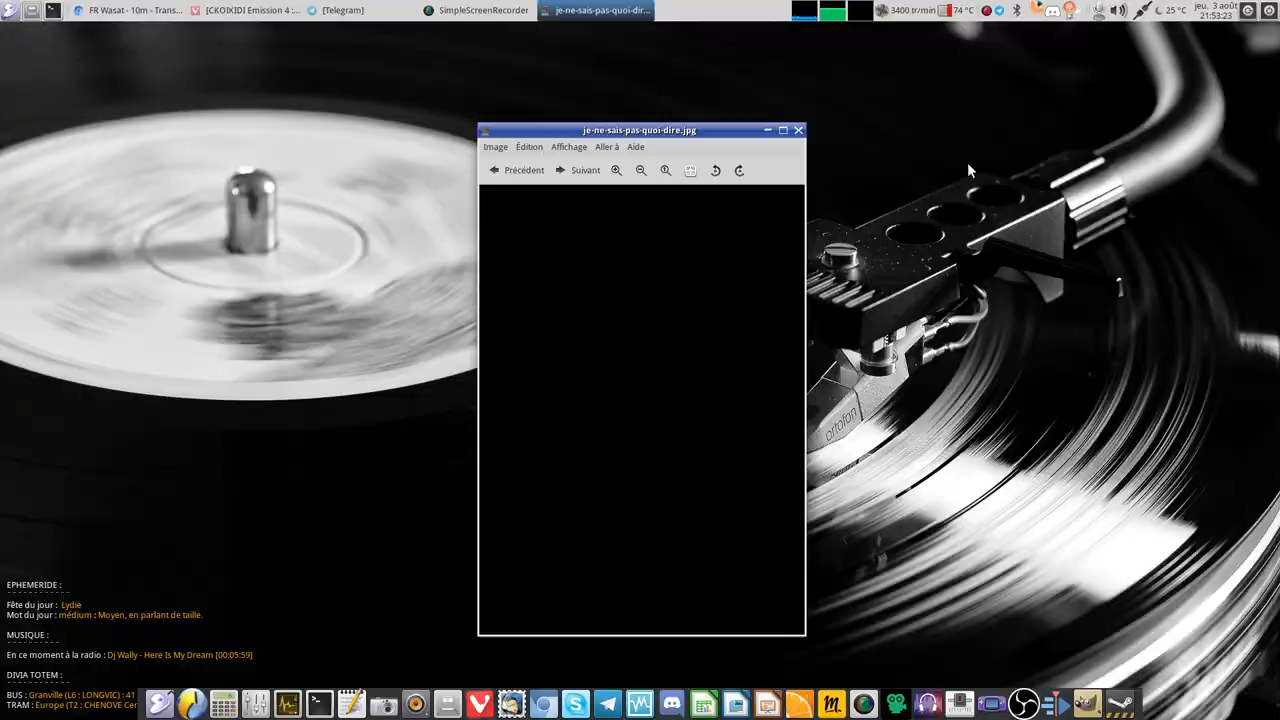 FR Wasat - 10m - Trans...
[CKOIKIDI Emission 4 :...
[Telegram]
SimpleScreenRecorder
je-ne-sais-pas-quoi-dir...
3400 tr/min
74 °C
25 °C
jeu. 3 août
21:53:23
je-ne-sais-pas-quoi-dire.jpg
Image Édition Affichage Aller à Aide
Précédent Suivant
ortofon
EPHEMERIDE :
Fête du jour : Lydie
Mot du jour : médium : Moyen, en parlant de taille.
MUSIQUE :
En ce moment à la radio : Dj Wally - Here Is My Dream [00:05:59]
DIVIA TOTEM :
BUS : Granville (L6 : LONGVIC) : 41
TRAM : Europe (T2 : CHENOVE Cen